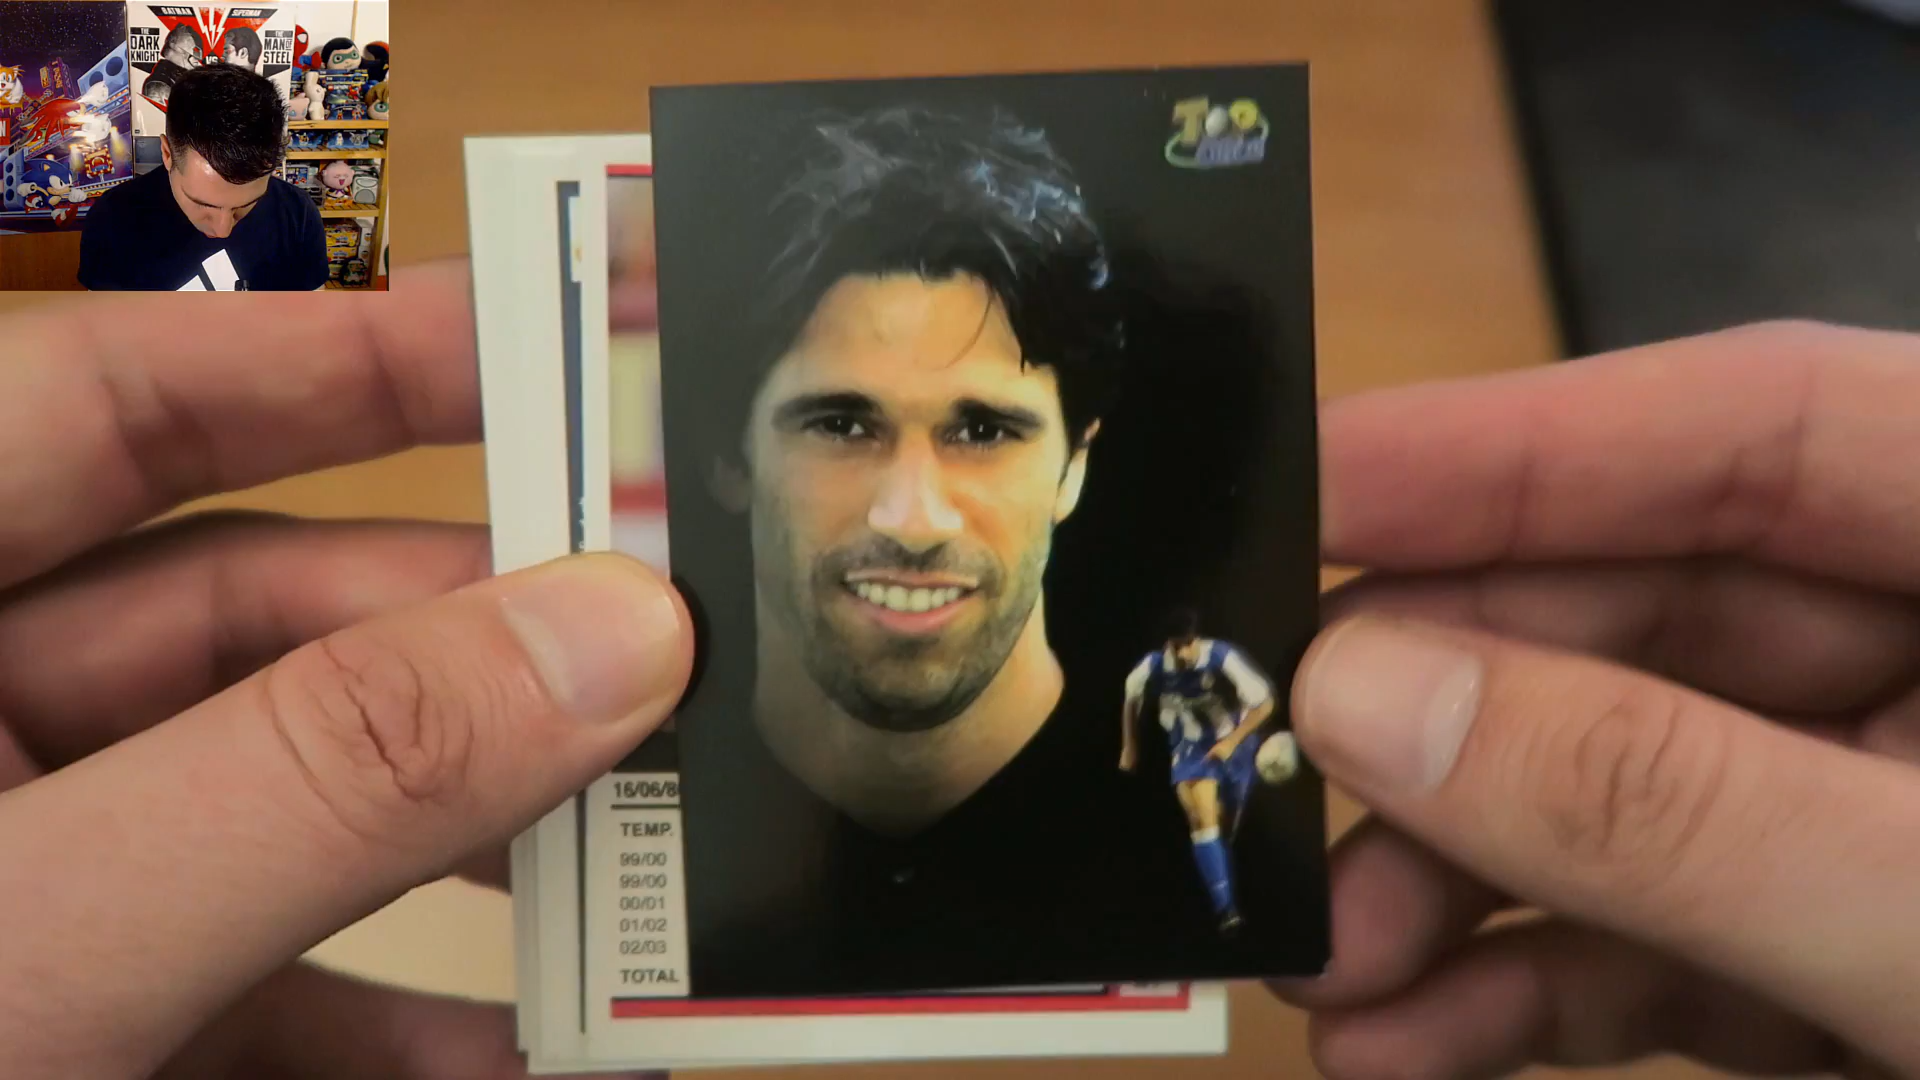 BATMAN
SUPERMAN
THE
DARK
KNIGHT
VS
THE
MAN OF
STEEL
TOP
16/06/8
TEMP.
99/00
99/00
00/01
01/02
02/03
TOTAL